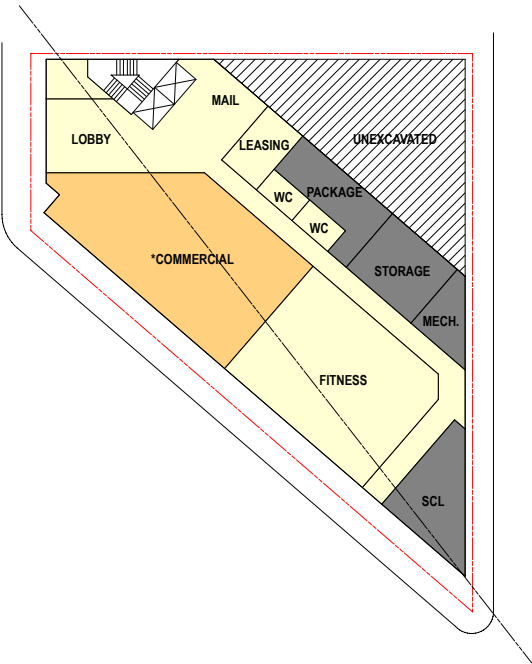 MAIL
LOBBY
LEASING
UNEXCAVATED
PACKAGE
WC
WC
*COMMERCIAL
STORAGE
MECH.
FITNESS
SCL